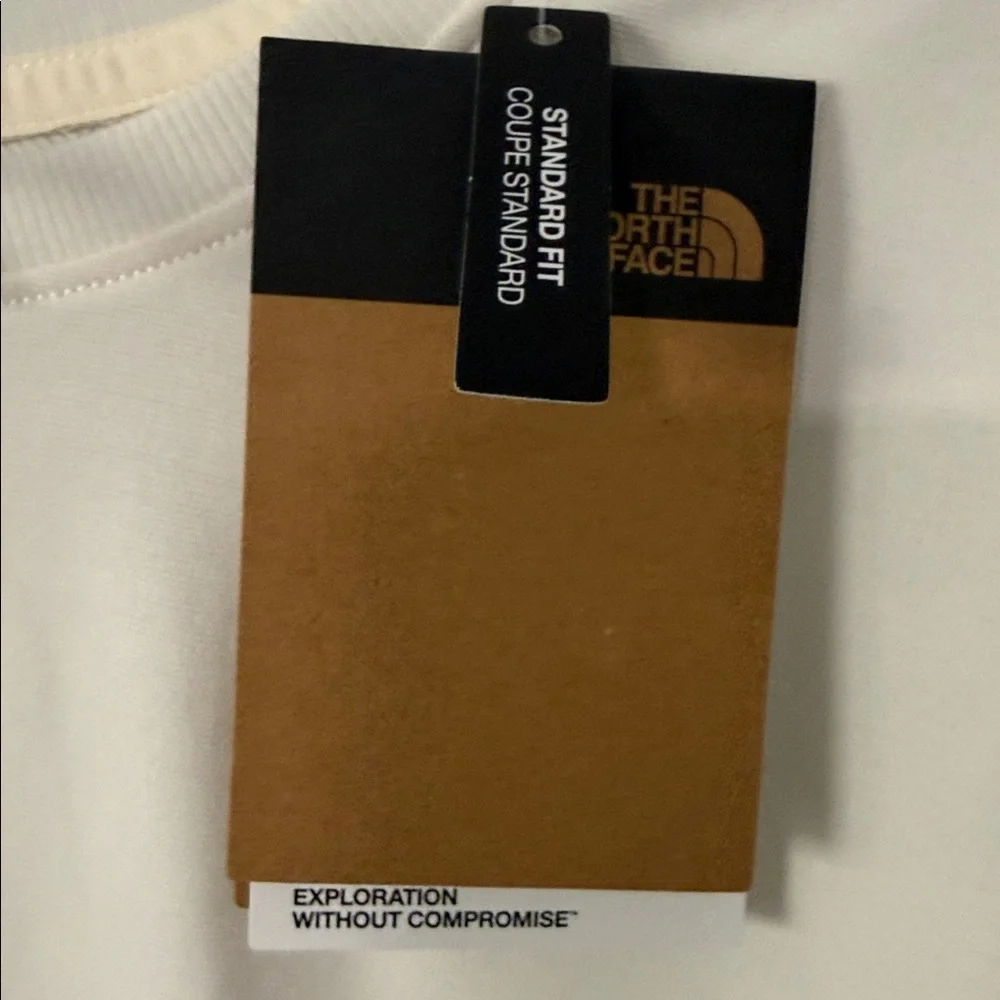 STANDARD FIT
COUPE STANDARD
THE
ORTH
FACE
EXPLORATION
WITHOUT COMPROMISE™